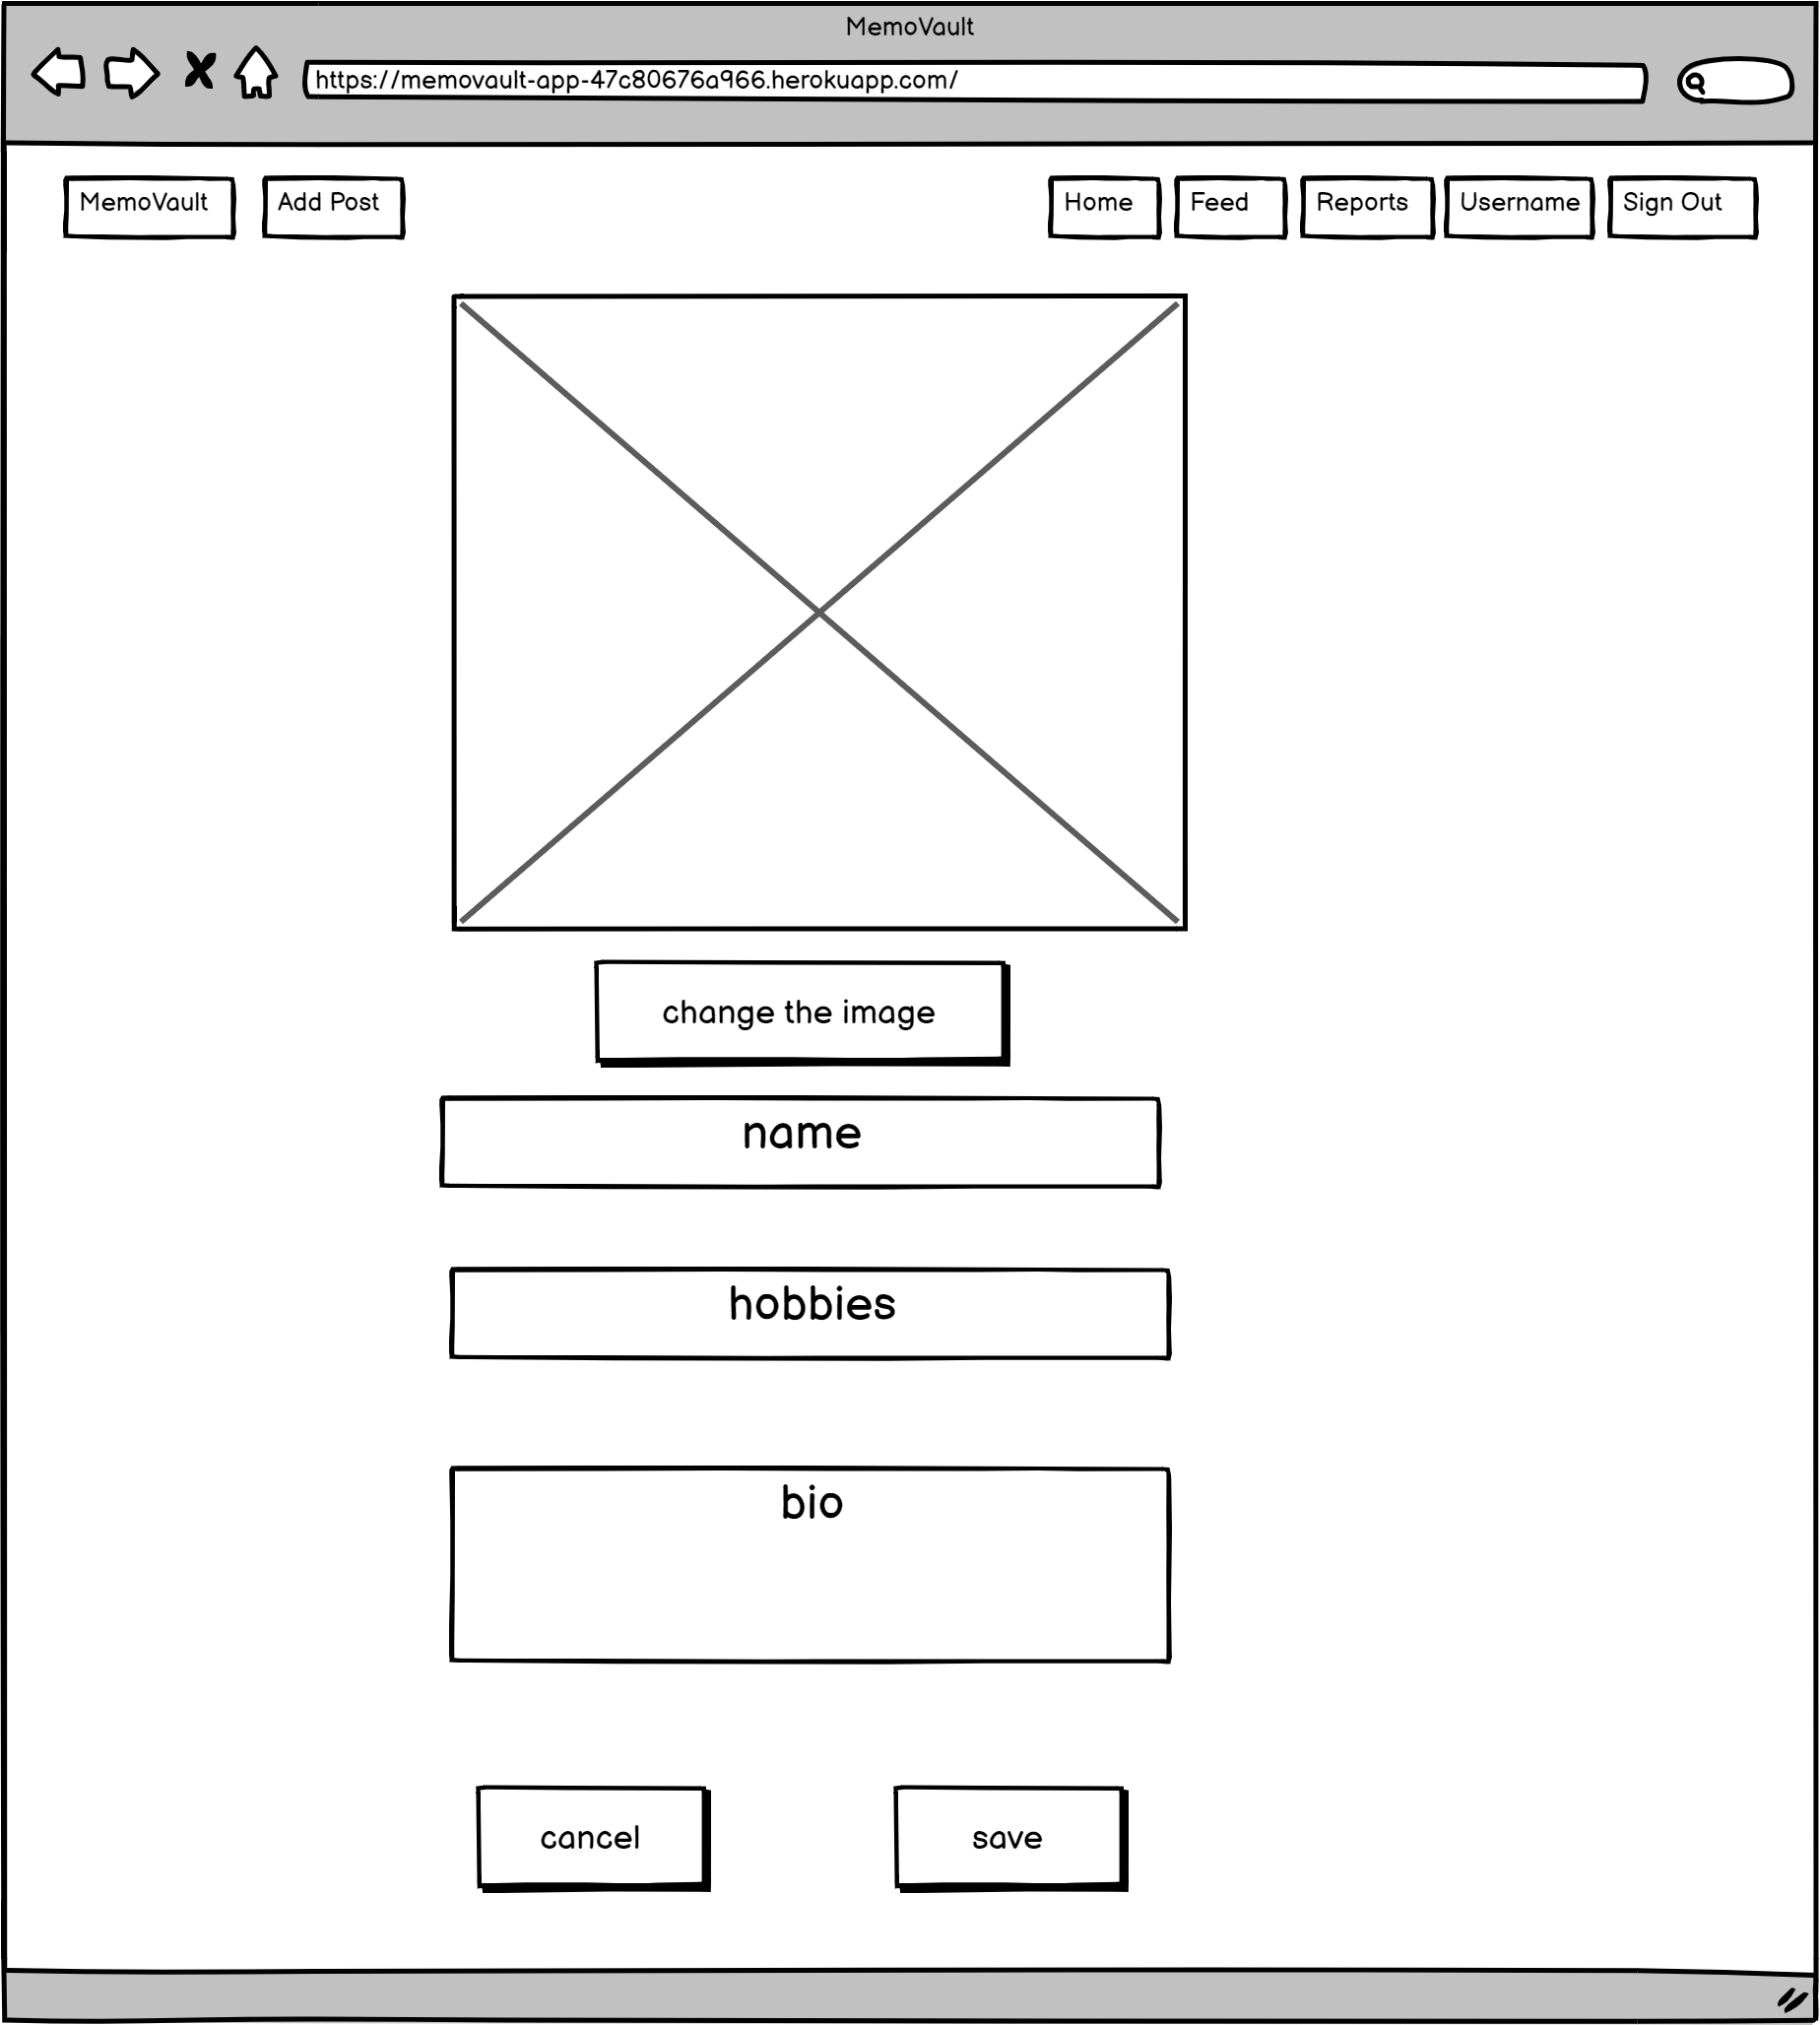 MemoVault
https://memovault-app-47c80676a966.herokuapp.com/
MemoVault Add Post Home Feed Reports Username Sign Out
change the image
name
hobbies
bio
cancel save